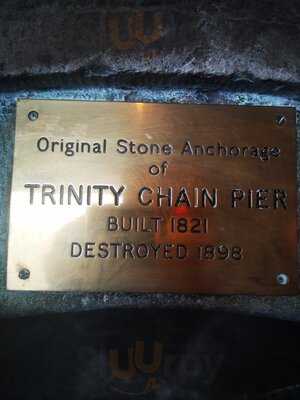 Original Stone Anchorage
of
TRINITY CHAIN PIER
BUILT 1821
DESTROYED 1898